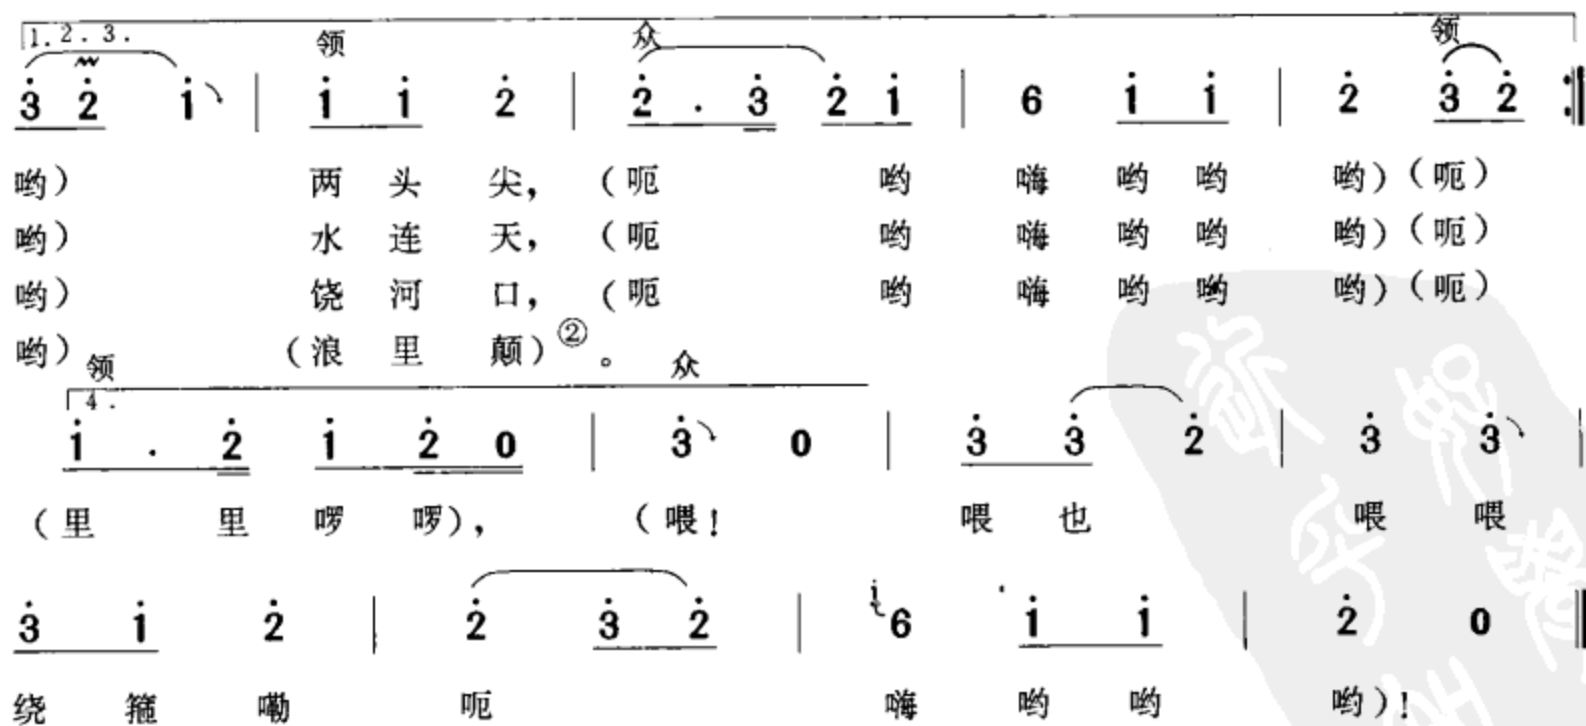 1.2.3. 领 众 领
3 2 1 | 1 1 2 | 2 . 3 2 1 | 6 1 1 | 2 3 2 :‖
哟) 两 头 尖, (呃 哟 嗨 哟 哟 哟)(呃)
哟) 水 连 天, (呃 哟 嗨 哟 哟 哟)(呃)
哟) 饶 河 口, (呃 哟 嗨 哟 哟 哟)(呃)
哟) (浪 里 颠)②。
领 众
4.
1 . 2 1 2 0 | 3 0 | 3 3 2 | 3 3 |
(里 里 啰 啰), (喂! 喂 也 喂 喂
3 1 2 | 2 3 2 | i 6 1 1 | 2 0 ‖
绕 箍 嘞 呃 嗨 哟 哟 哟)!